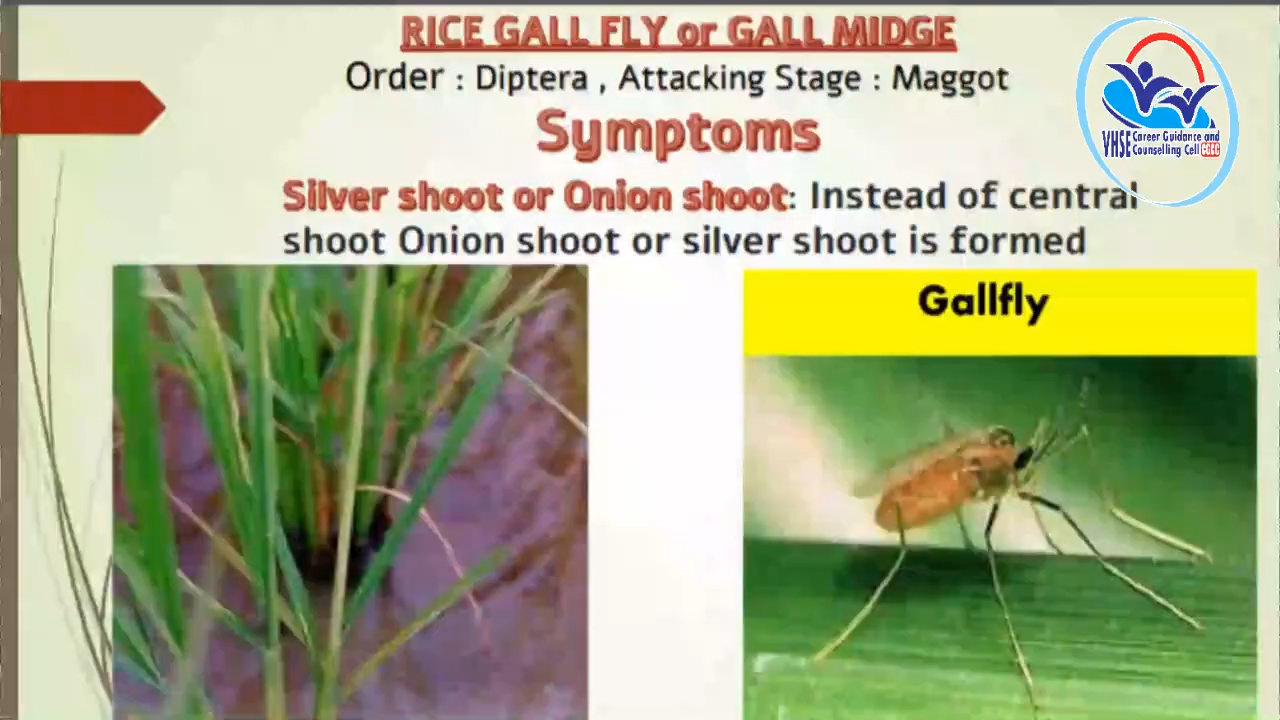 RICE GALL FLY or GALL MIDGE
Order : Diptera , Attacking Stage : Maggot
Symptoms
Silver shoot or Onion shoot: Instead of central
shoot Onion shoot or silver shoot is formed
Gallfly
VHSE Career Guidance and
Counselling Cell CGCC